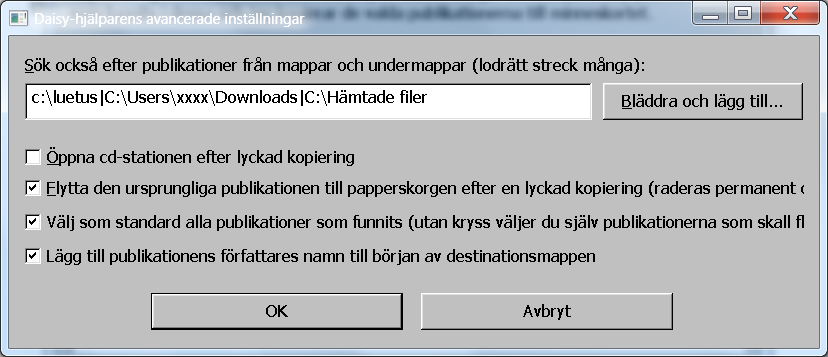 Daisy-hjälparens avancerade inställningar
Sök också efter publikationer från mappar och undermappar (lodrätt streck många):
c:\luetus|C:\Users\xxxx\Downloads|C:\Hämtade filer
Bläddra och lägg till...
Öppna cd-stationen efter lyckad kopiering
Flytta den ursprungliga publikationen till papperskorgen efter en lyckad kopiering (raderas permanent
Välj som standard alla publikationer som funnits (utan kryss väljer du själv publikationerna som skall fl
Lägg till publikationens författares namn till början av destinationsmappen
OK
Avbryt